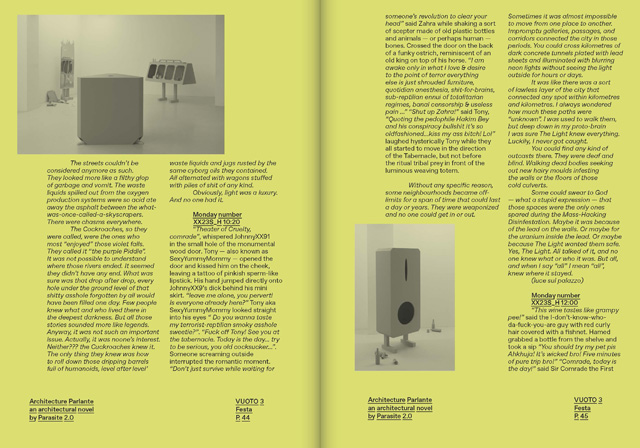 The streets couldn't be
considered anymore as such.
They looked more like a filthy glop
of garbage and vomit. The waste
liquids spilled out from the oxygen
production systems were so acid ate
away the asphalt between the what-
was-once-called-a-skyscrapers.
There were chasms everywhere.
The Cockroaches, so they
were called, were the ones who
most "enjoyed" those violet falls.
They called it "the purple Piddle".
It was not possible to understand
where those rivers ended. It seemed
they didn't have any end. What was
sure was that drop after drop, every
hole under the ground level of that
shitty asshole forgotten by all would
have been filled one day. Few people
knew what and who lived there in
the deepest darkness. But all those
stories sounded more like legends.
Anyway, it was not such an important
issue. Actually, it was noone's interest.
Neither??? the Cuckroaches knew it.
The only thing they knew was how
to roll down those dripping barrels
full of humanoids, level after level'
waste liquids and jugs rusted by the
same cyborg oils they contained.
All alternated with wagons stuffed
with piles of shit of any kind.
Obviously, light was a luxury.
And no one had it.
Monday number
XX23S_H 10:20
"Theater of Cruelty,
comrade", whispered JohnnyXX91
in the small hole of the monumental
wood door. Tony — also known as
SexyYummyMommy — opened the
door and kissed him on the cheek,
leaving a tattoo of pinkish sperm-like
lipstick. His hand jumped directly onto
JohnnyXX91's dick behind his mini
skirt. "leave me alone, you pervert!
is everyone already here?" Tony aka
SexyYummyMommy looked straight
into his eyes " Do you wanna taste
my terrorist-reptilian smoky asshole
sweetie?". "Fuck off Tony! See you at
the tabernacle. Today is the day... try
to be serious, you old cocksucker...".
Someone screaming outside
interrupted the romantic moment.
"Don't just survive while waiting for
Architecture Parlante
an architectural novel
by Parasite 2.0
VUOTO 3
Festa
P. 44
someone's revolution to clear your
head" said Zahra while shaking a sort
of scepter made of old plastic bottles
and animals — or perhaps human —
bones. Crossed the door on the back
of a funky ostrich, reminiscent of an
old king on top of his horse. "I am
awake only in what I love & desire
to the point of terror everything
else is just shrouded furniture,
quotidian anesthesia, shit-for-brains,
sub-reptilian ennui of totalitarian
regimes, banal censorship & useless
pain ..." "Shut up Zahra!" said Tony,
"Quoting the pedophile Hakim Bey
and his conspiracy bullshit it's so
oldfashioned...kiss my ass bitch! Lol"
laughed hysterically Tony while they
all started to move in the direction
of the Tabernacle, but not before
the ritual tribal prey in front of the
luminous weaving totem.
Without any specific reason,
some neighbourhoods became off-
limits for a span of time that could last
a day or years. They were weaponized
and no one could get in or out.
Sometimes it was almost impossible
to move from one place to another.
Impromptu galleries, passages, and
corridors connected the city in those
periods. You could cross kilometres of
dark concrete tunnels plated with lead
sheets and illuminated with blurring
neon lights without seeing the light
outside for hours or days.
It was like there was a sort
of lawless layer of the city that
connected any spot within kilometres
and kilometres. I always wondered
how much these paths were
"unknown". I was used to walk them,
but deep down in my proto-brain
I was sure The Light knew everything.
Luckily, I never got caught.
You could find any kind of
outcasts there. They were deaf and
blind. Walking dead bodies seeking
out new fairy moulds infesting
the walls or the floors of those
cold culverts.
Some could swear to God
— what a stupid expression — that
those spaces were the only ones
spared during the Mass-Hacking
Disinfestation. Maybe it was because
of the lead on the walls. Or maybe for
the uranium inside the lead. Or maybe
because The Light wanted them safe.
Yes, The Light. All talked of it, and no
one knew what or who it was. But all,
and when I say "all" I mean "all",
knew where it stayed.
(luce sui palazzo)
Monday number
XX23S_H 12:00
"This wine tastes like grampy
pee!" said the I-don't-know-who-
da-fuck-you-are guy with red curly
hair covered with a fishnet. Hamed
grabbed a bottle from the shelve and
took a sip "You should try my pet pis
Ahkhuja! It's wicked bro! Five minutes
of pure trip bro!" "Comrade, today is
the day!" said Sir Comrade the First
Architecture Parlante
an architectural novel
by Parasite 2.0
VUOTO 3
Festa
P. 45